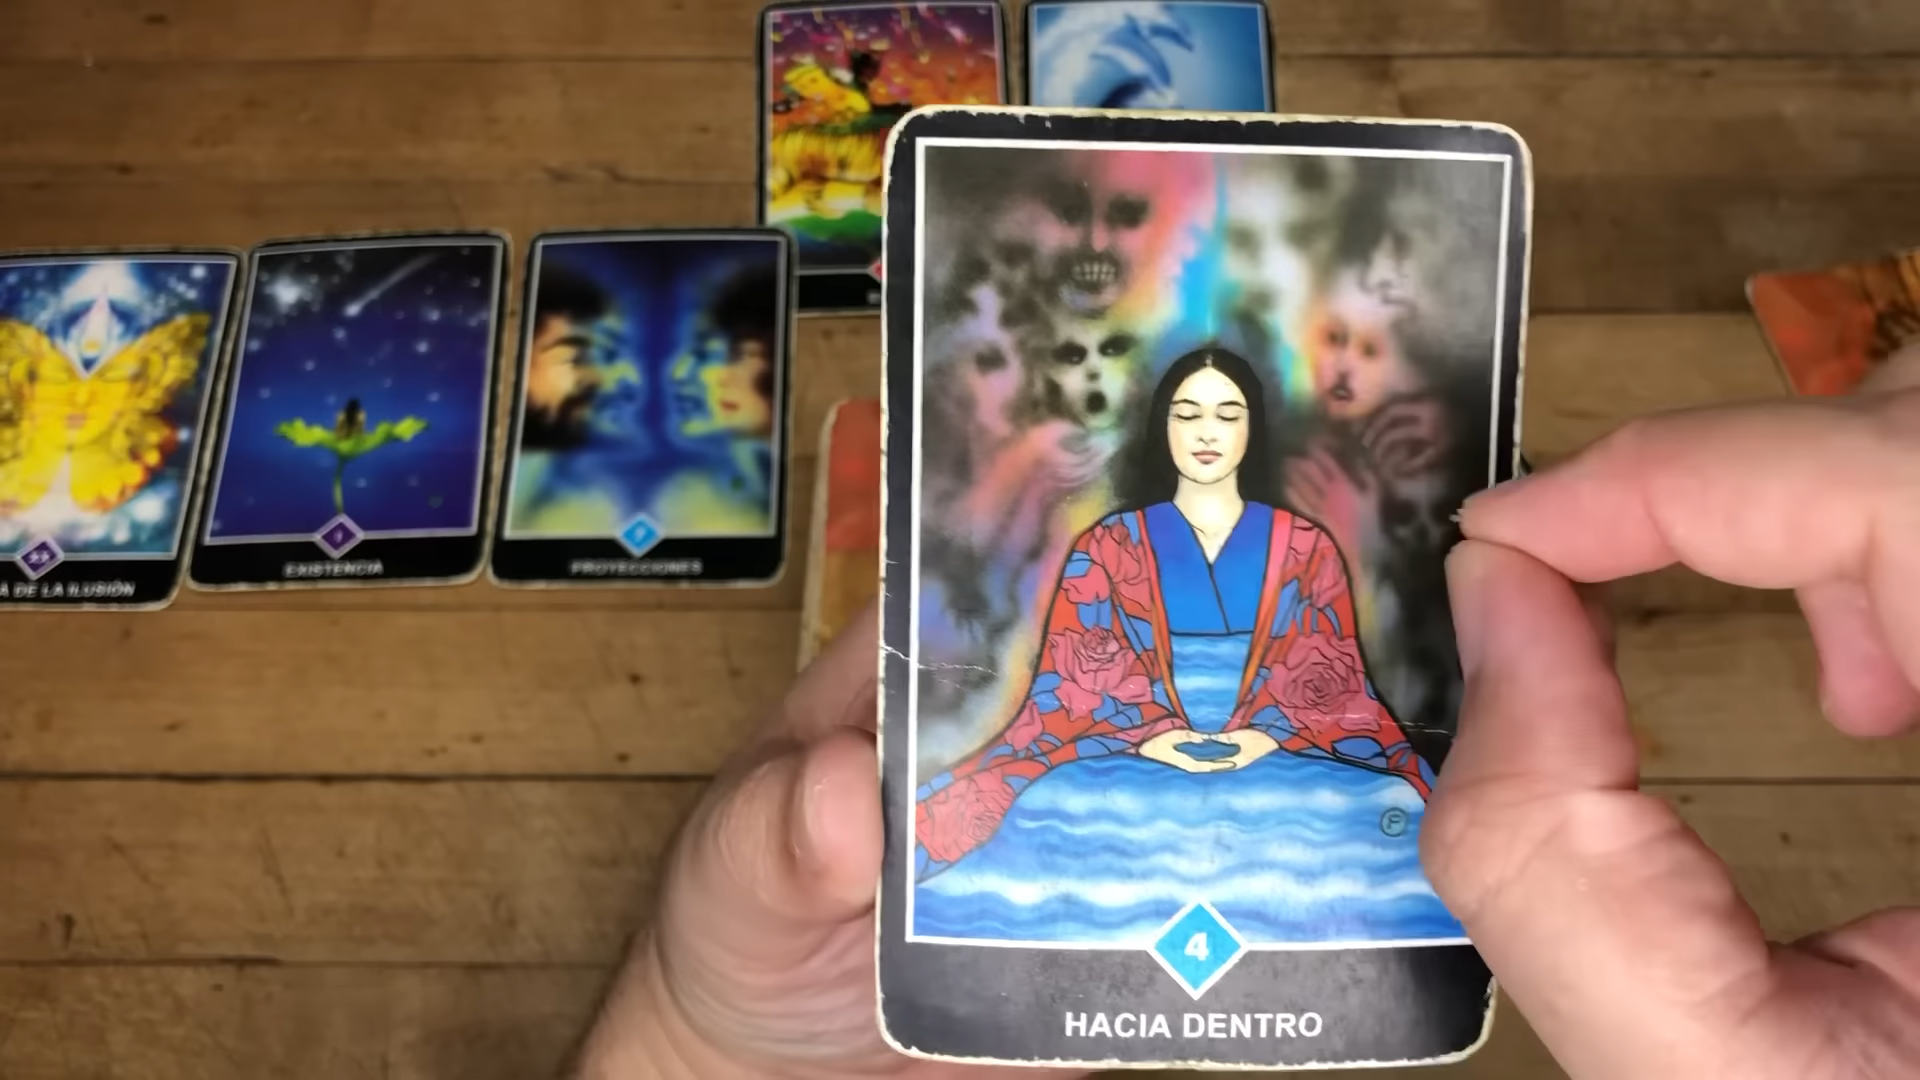 A DE LA ILUSIÓN
EXISTENCIA
PROYECCIONES
F
4
HACIA DENTRO